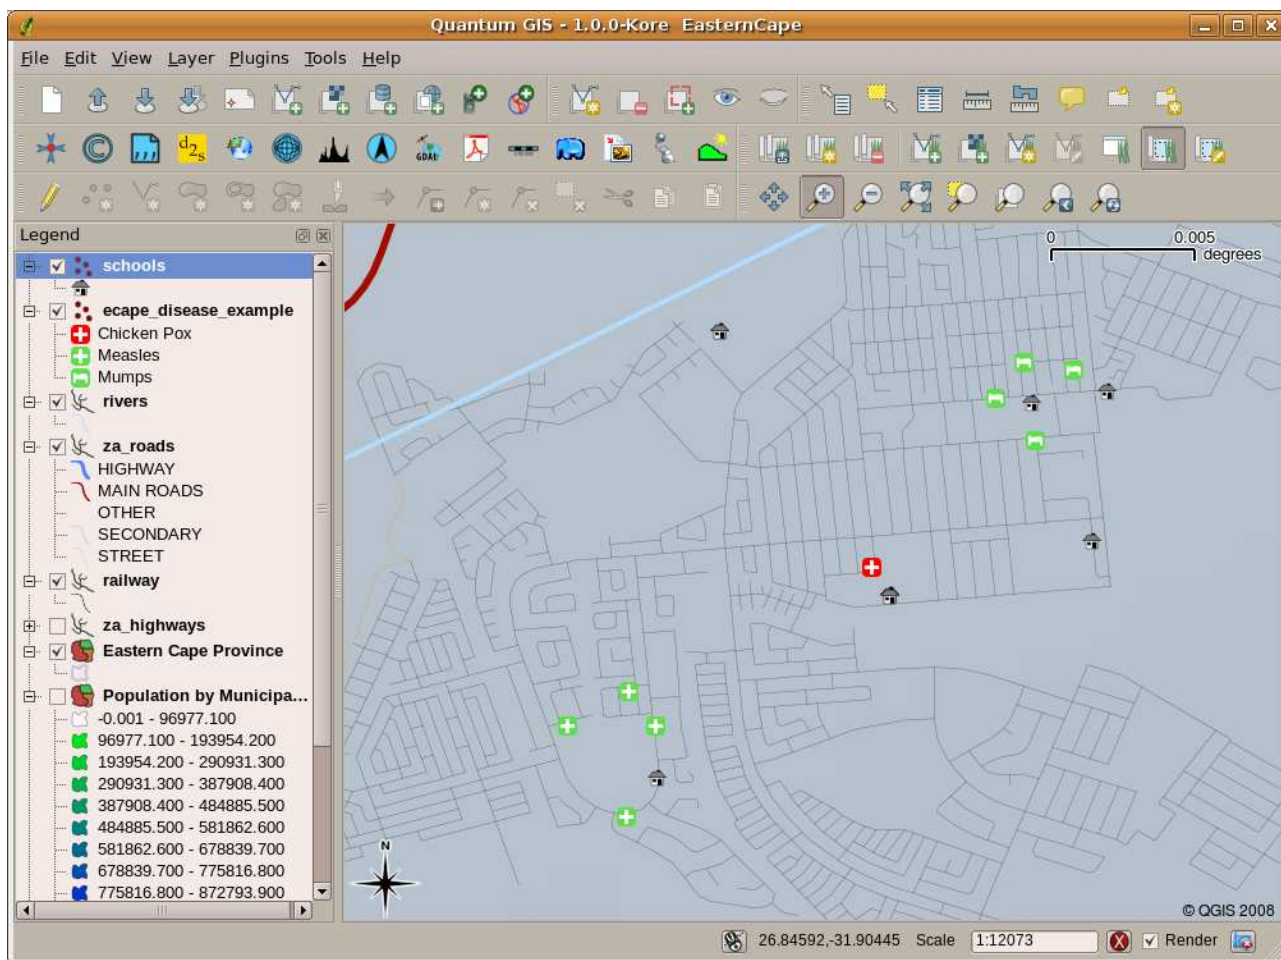 Quantum GIS - 1.0.0-Kore EasternCape
File Edit View Layer Plugins Tools Help
d2s
GDAL
Legend
schools
ecape_disease_example
Chicken Pox
Measles
Mumps
rivers
za_roads
HIGHWAY
MAIN ROADS
OTHER
SECONDARY
STREET
railway
za_highways
Eastern Cape Province
Population by Municipa...
-0.001 - 96977.100
96977.100 - 193954.200
193954.200 - 290931.300
290931.300 - 387908.400
387908.400 - 484885.500
484885.500 - 581862.600
581862.600 - 678839.700
678839.700 - 775816.800
775816.800 - 872793.900
0 0.005
degrees
N
© QGIS 2008
26.84592,-31.90445 Scale 1:12073 Render